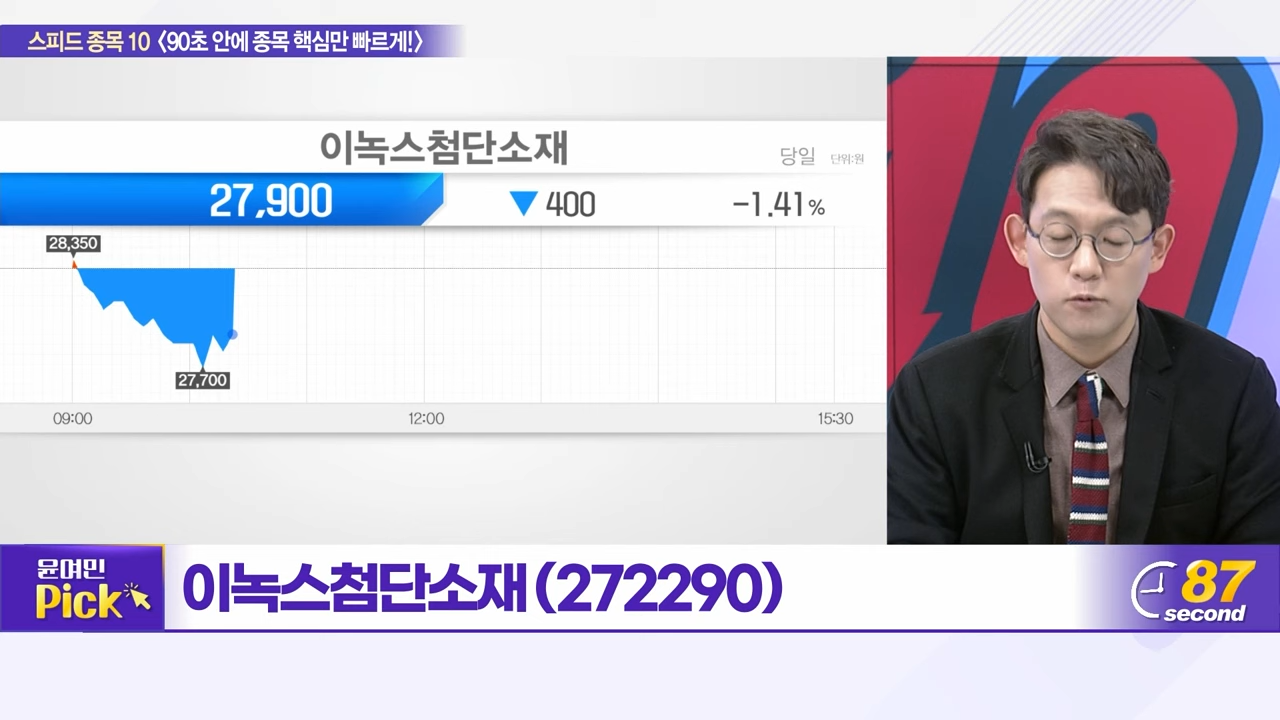 스피드 종목 10 〈90초 안에 종목 핵심만 빠르게!〉
이녹스첨단소재
당일 단위:원
27,900 ▼400 -1.41%
28,350
27,700
09:00 12:00 15:30
윤여민
Pick
이녹스첨단소재(272290)
87
second